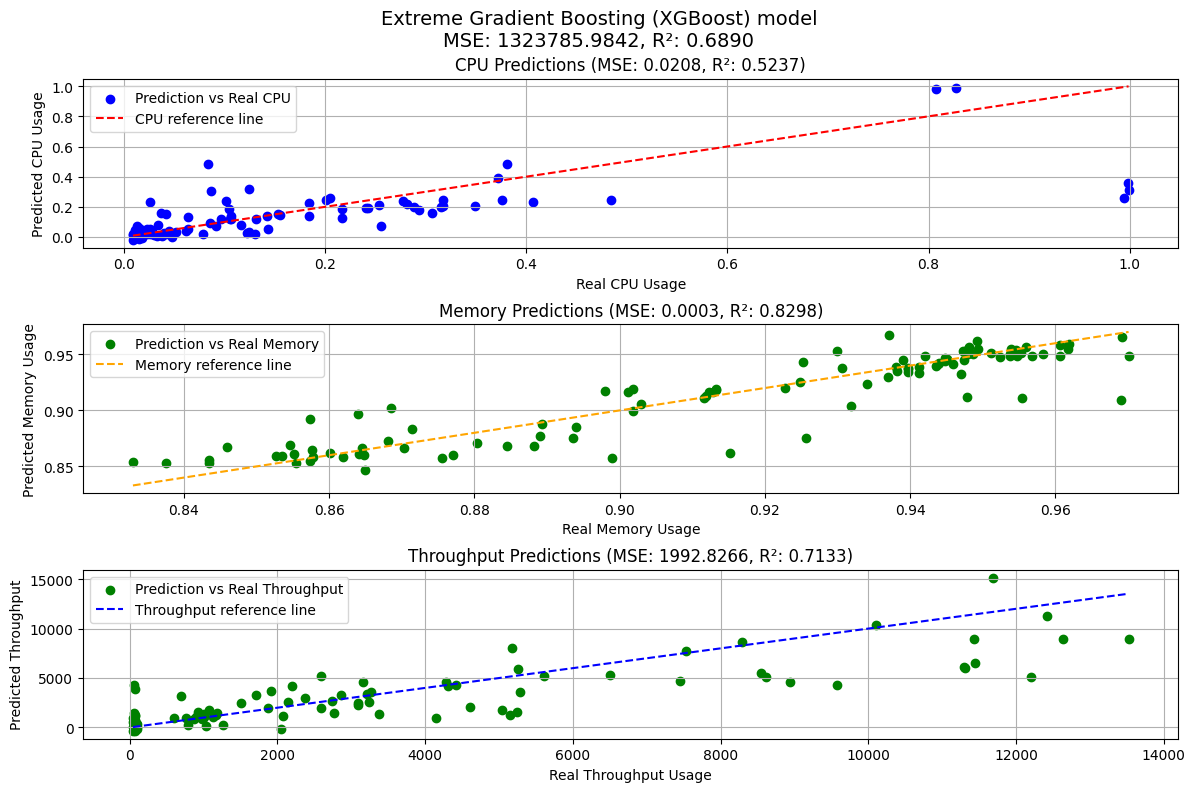 Extreme Gradient Boosting (XGBoost) model
MSE: 1323785.9842, R²: 0.6890
CPU Predictions (MSE: 0.0208, R²: 0.5237)
Prediction vs Real CPU
CPU reference line
Predicted CPU Usage
1.0
0.8
0.6
0.4
0.2
0.0
0.0 0.2 0.4 0.6 0.8 1.0
Real CPU Usage
Memory Predictions (MSE: 0.0003, R²: 0.8298)
Prediction vs Real Memory
Memory reference line
Predicted Memory Usage
0.95
0.90
0.85
0.84 0.86 0.88 0.90 0.92 0.94 0.96
Real Memory Usage
Throughput Predictions (MSE: 1992.8266, R²: 0.7133)
Prediction vs Real Throughput
Throughput reference line
Predicted Throughput
15000
10000
5000
0
0 2000 4000 6000 8000 10000 12000 14000
Real Throughput Usage